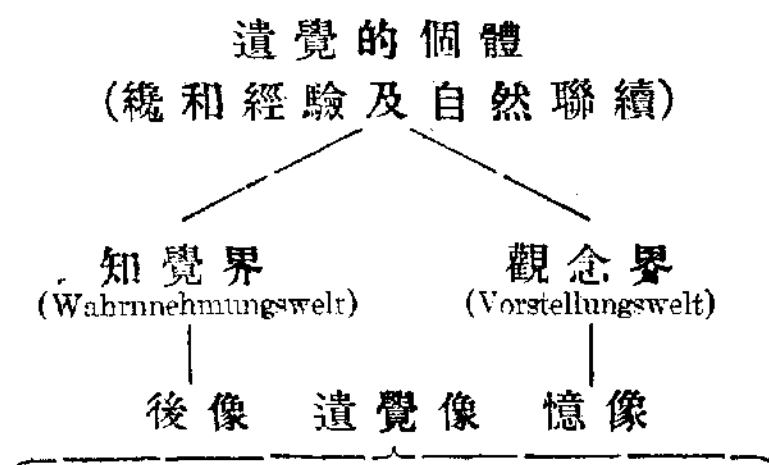 遺覺的個體
(纔和經驗及自然聯續)
知覺界 觀念界
(Wahrnnehmungswelt) (Vorstellungswelt)
後像 遺覺像 憶像